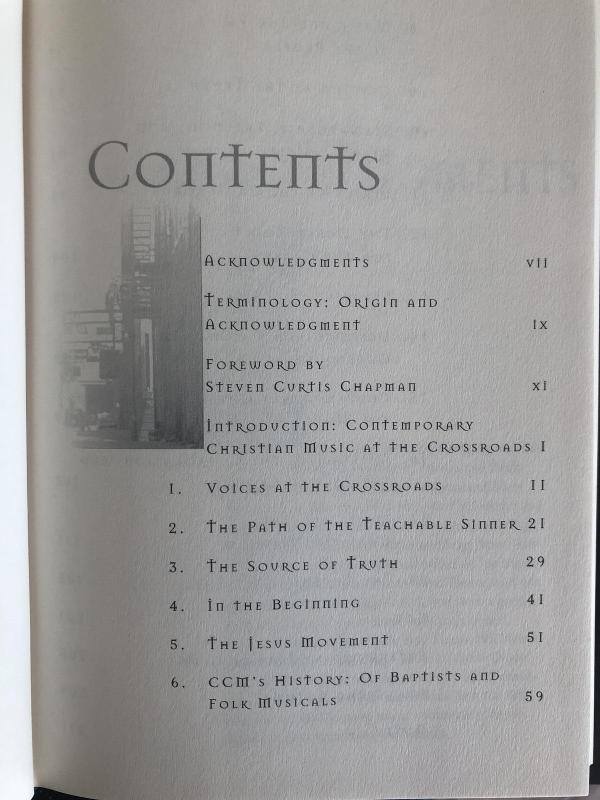 Contents
Acknowledgments vii
Terminology: Origin and
Acknowledgment ix
Foreword by
Steven Curtis Chapman xi
Introduction: Contemporary
Christian Music at the Crossroads 1
1. Voices at the Crossroads 11
2. The Path of the Teachable Sinner 21
3. The Source of Truth 29
4. In the Beginning 41
5. The Jesus Movement 51
6. CCM's History: Of Baptists and
Folk Musicals 59